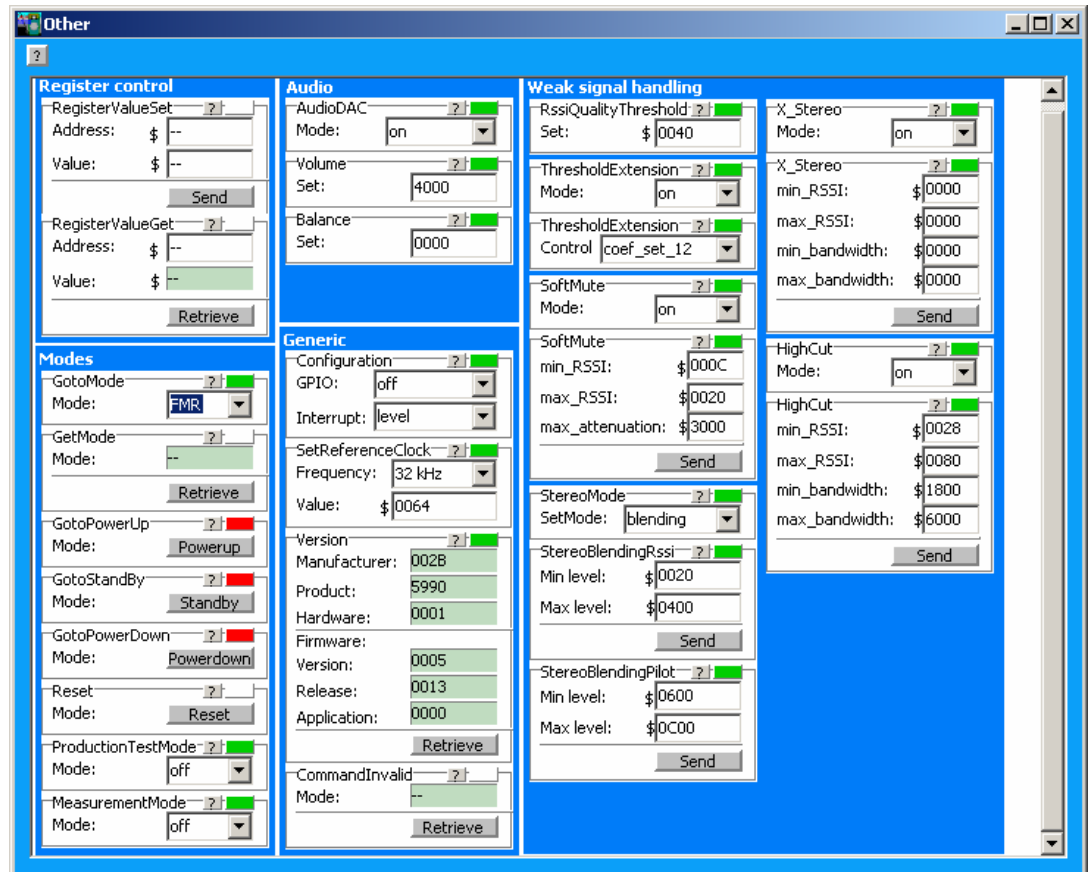 Other
?
Register control
RegisterValueSet ?
Address: $ --
Value: $ --
Send
RegisterValueGet ?
Address: $ --
Value: $ --
Retrieve
Modes
GotoMode ?
Mode: FMR
GetMode ?
Mode: --
Retrieve
GotoPowerUp ?
Mode: Powerup
GotoStandBy ?
Mode: Standby
GotoPowerDown ?
Mode: Powerdown
Reset ?
Mode: Reset
ProductionTestMode ?
Mode: off
MeasurementMode ?
Mode: off
Audio
AudioDAC ?
Mode: on
Volume ?
Set: 4000
Balance ?
Set: 0000
Generic
Configuration ?
GPIO: off
Interrupt: level
SetReferenceClock ?
Frequency: 32 kHz
Value: $ 0064
Version ?
Manufacturer: 002B
Product: 5990
Hardware: 0001
Firmware:
Version: 0005
Release: 0013
Application: 0000
Retrieve
CommandInvalid ?
Mode: --
Retrieve
Weak signal handling
RssiQualityThreshold ?
Set: $ 0040
ThresholdExtension ?
Mode: on
ThresholdExtension ?
Control coef_set_12
SoftMute ?
Mode: on
SoftMute ?
min_RSSI: $ 000C
max_RSSI: $ 0020
max_attenuation: $ 3000
Send
StereoMode ?
SetMode: blending
StereoBlendingRssi ?
Min level: $ 0020
Max level: $ 0400
Send
StereoBlendingPilot ?
Min level: $ 0600
Max level: $ 0C00
Send
X_Stereo ?
Mode: on
X_Stereo ?
min_RSSI: $ 0000
max_RSSI: $ 0000
min_bandwidth: $ 0000
max_bandwidth: $ 0000
Send
HighCut ?
Mode: on
HighCut ?
min_RSSI: $ 0028
max_RSSI: $ 0080
min_bandwidth: $ 1800
max_bandwidth: $ 6000
Send